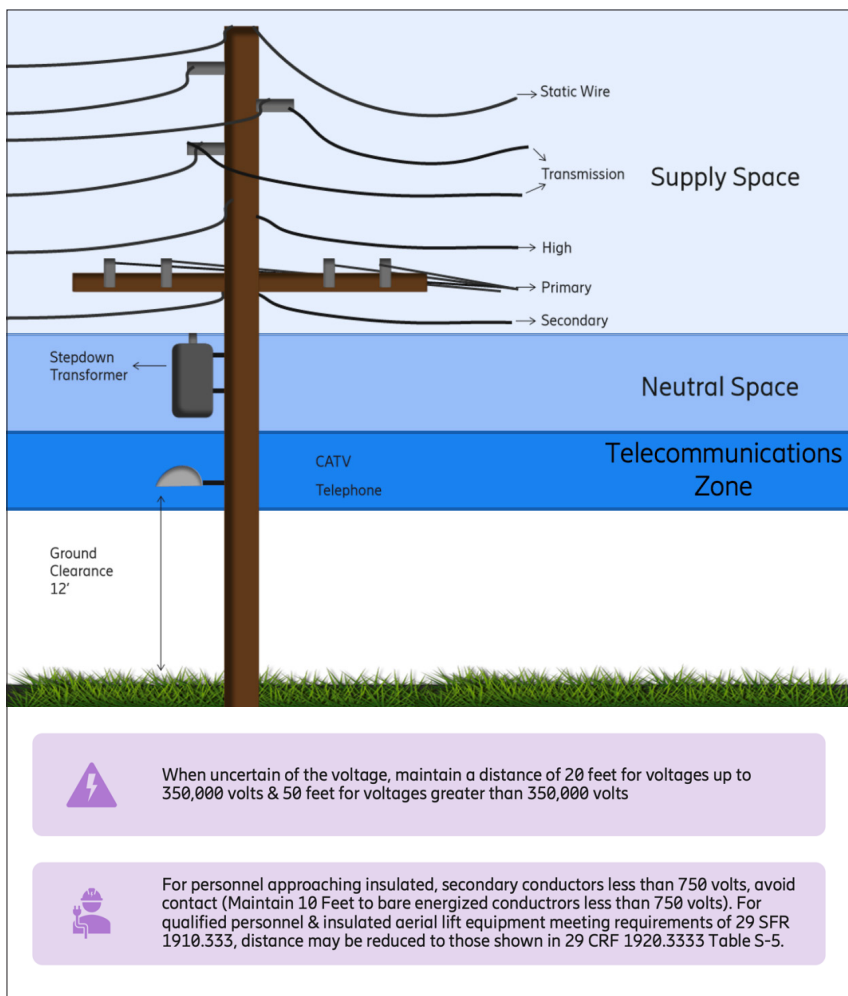 Static Wire
Transmission
Supply Space
High
Primary
Secondary
Stepdown
Transformer
Neutral Space
CATV
Telephone
Telecommunications
Zone
Ground
Clearance
12'
When uncertain of the voltage, maintain a distance of 20 feet for voltages up to
350,000 volts & 50 feet for voltages greater than 350,000 volts
For personnel approaching insulated, secondary conductors less than 750 volts, avoid
contact (Maintain 10 Feet to bare energized conductrors less than 750 volts). For
qualified personnel & insulated aerial lift equipment meeting requirements of 29 SFR
1910.333, distance may be reduced to those shown in 29 CRF 1920.3333 Table S-5.